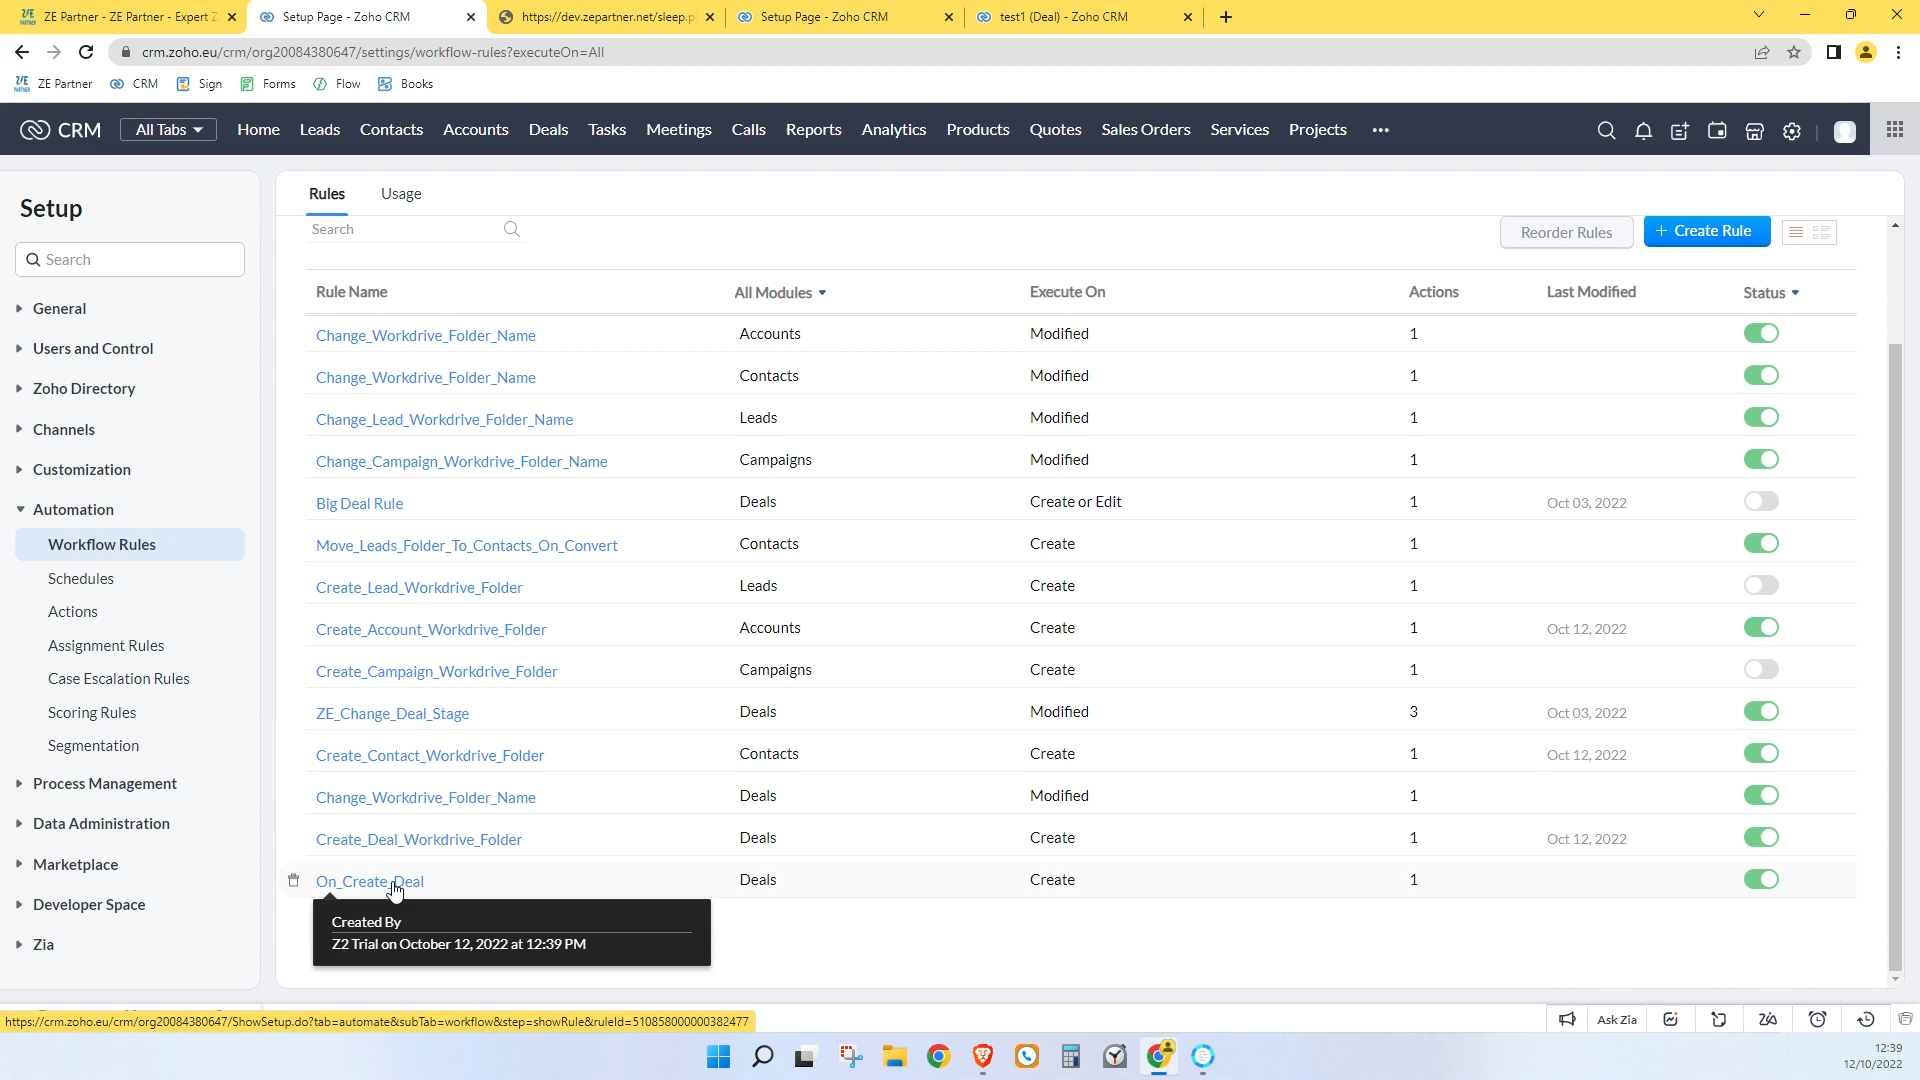 ZE Partner - ZE Partner - Expert Z
Setup Page - Zoho CRM
https://dev.zepartner.net/sleep.p
Setup Page - Zoho CRM
test1 (Deal) - Zoho CRM
crm.zoho.eu/crm/org20084380647/settings/workflow-rules?executeOn=All
ZE Partner CRM Sign Forms Flow Books
CRM All Tabs Home Leads Contacts Accounts Deals Tasks Meetings Calls Reports Analytics Products Quotes Sales Orders Services Projects
Setup
Search
General
Users and Control
Zoho Directory
Channels
Customization
Automation
Workflow Rules
Schedules
Actions
Assignment Rules
Case Escalation Rules
Scoring Rules
Segmentation
Process Management
Data Administration
Marketplace
Developer Space
Zia
Rules Usage
Search
Reorder Rules
+ Create Rule
Rule Name All Modules Execute On Actions Last Modified Status
Change_Workdrive_Folder_Name Accounts Modified 1
Change_Workdrive_Folder_Name Contacts Modified 1
Change_Lead_Workdrive_Folder_Name Leads Modified 1
Change_Campaign_Workdrive_Folder_Name Campaigns Modified 1
Big Deal Rule Deals Create or Edit 1 Oct 03, 2022
Move_Leads_Folder_To_Contacts_On_Convert Contacts Create 1
Create_Lead_Workdrive_Folder Leads Create 1
Create_Account_Workdrive_Folder Accounts Create 1 Oct 12, 2022
Create_Campaign_Workdrive_Folder Campaigns Create 1
ZE_Change_Deal_Stage Deals Modified 3 Oct 03, 2022
Create_Contact_Workdrive_Folder Contacts Create 1 Oct 12, 2022
Change_Workdrive_Folder_Name Deals Modified 1
Create_Deal_Workdrive_Folder Deals Create 1 Oct 12, 2022
On_Create_Deal Deals Create 1
Created By
Z2 Trial on October 12, 2022 at 12:39 PM
https://crm.zoho.eu/crm/org20084380647/ShowSetup.do?tab=automate&subTab=workflow&step=showRule&ruleId=510858000000382477
Ask Zia
12:39
12/10/2022